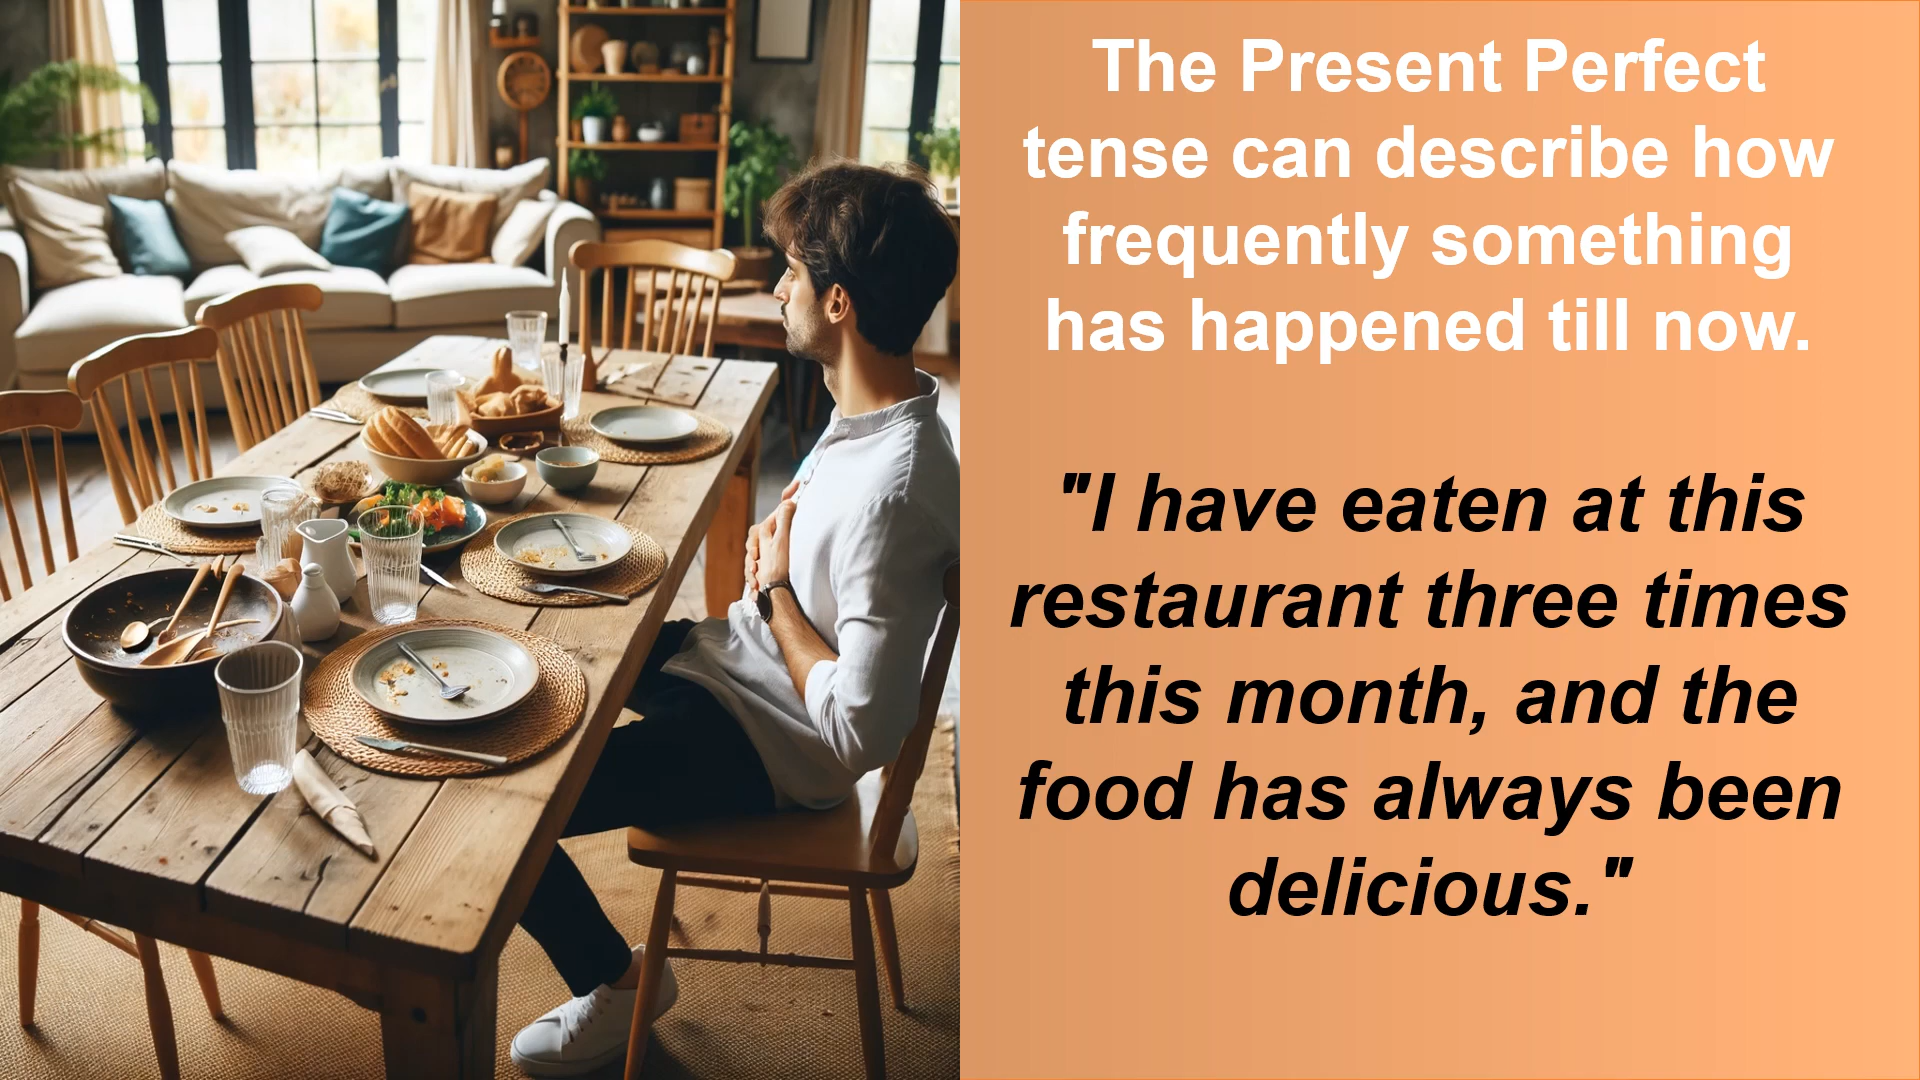 The Present Perfect
tense can describe how
frequently something
has happened till now.
"I have eaten at this
restaurant three times
this month, and the
food has always been
delicious."